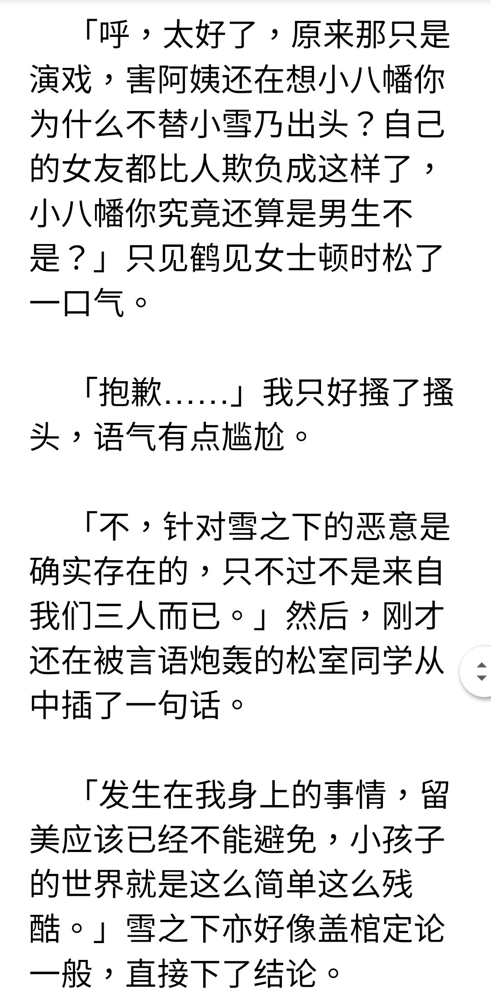 「呼，太好了，原来那只是
演戏，害阿姨还在想小八幡你
为什么不替小雪乃出头？自己
的女友都比人欺负成这样了，
小八幡你究竟还算是男生不
是？」只见鹤见女士顿时松了
一口气。
「抱歉……」我只好搔了搔
头，语气有点尴尬。
「不，针对雪之下的恶意是
确实存在的，只不过不是来自
我们三人而已。」然后，刚才
还在被言语炮轰的松室同学从
中插了一句话。
「发生在我身上的事情，留
美应该已经不能避免，小孩子
的世界就是这么简单这么残
酷。」雪之下亦好像盖棺定论
一般，直接下了结论。